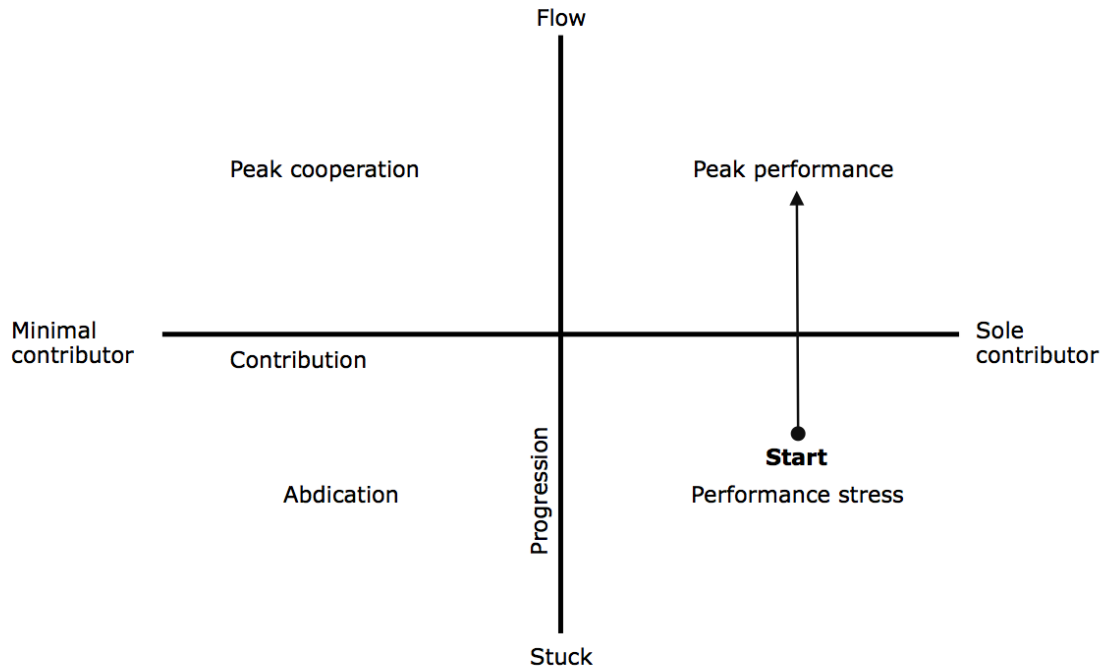 Flow
Peak cooperation
Peak performance
Minimal
contributor
Sole
contributor
Contribution
Progression
Start
Abdication
Performance stress
Stuck